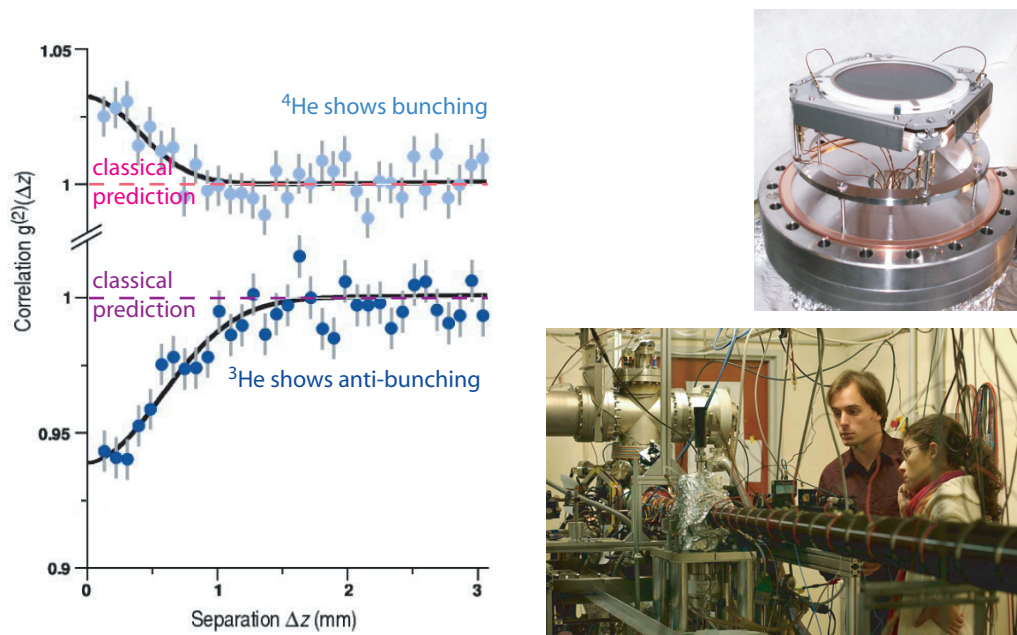 1.05
⁴He shows bunching
classical
prediction
1
Correlation g⁽²⁾(Δz)
classical
prediction
1
³He shows anti-bunching
0.95
0.9
0
1
2
3
Separation Δz (mm)